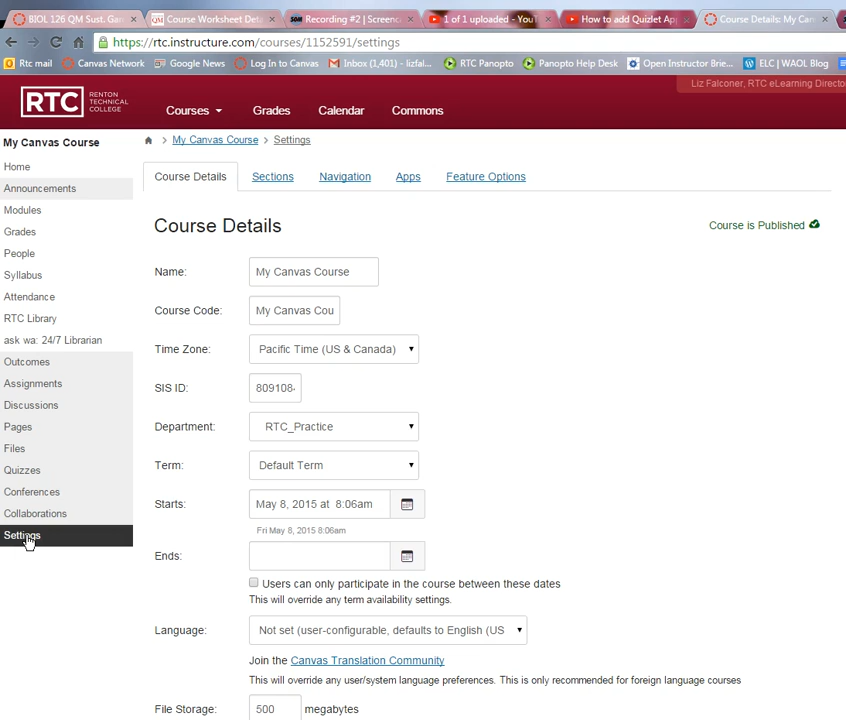 BIOL 126 QM Sust. Gar
Course Worksheet Deta
Recording #2 | Screenc
1 of 1 uploaded - You
How to add Quizlet Ap
Course Details: My Can
https://rtc.instructure.com/courses/1152591/settings
Rtc mail
Canvas Network
Google News
Log In to Canvas
Inbox (1,401) - lizfal...
RTC Panopto
Panopto Help Desk
Open Instructor Brie...
ELC | WAOL Blog
Liz Falconer, RTC eLearning Directo
RTC RENTON TECHNICAL COLLEGE
Courses
Grades
Calendar
Commons
My Canvas Course
My Canvas Course > Settings
Home
Announcements
Modules
Grades
People
Syllabus
Attendance
RTC Library
ask wa: 24/7 Librarian
Outcomes
Assignments
Discussions
Pages
Files
Quizzes
Conferences
Collaborations
Settings
Course Details
Sections
Navigation
Apps
Feature Options
Course Details
Course is Published
Name: My Canvas Course
Course Code: My Canvas Cou
Time Zone: Pacific Time (US & Canada)
SIS ID: 809108-
Department: RTC_Practice
Term: Default Term
Starts: May 8, 2015 at 8:06am
Fri May 8, 2015 8:06am
Ends:
Users can only participate in the course between these dates
This will override any term availability settings.
Language: Not set (user-configurable, defaults to English (US
Join the Canvas Translation Community
This will override any user/system language preferences. This is only recommended for foreign language courses
File Storage: 500 megabytes